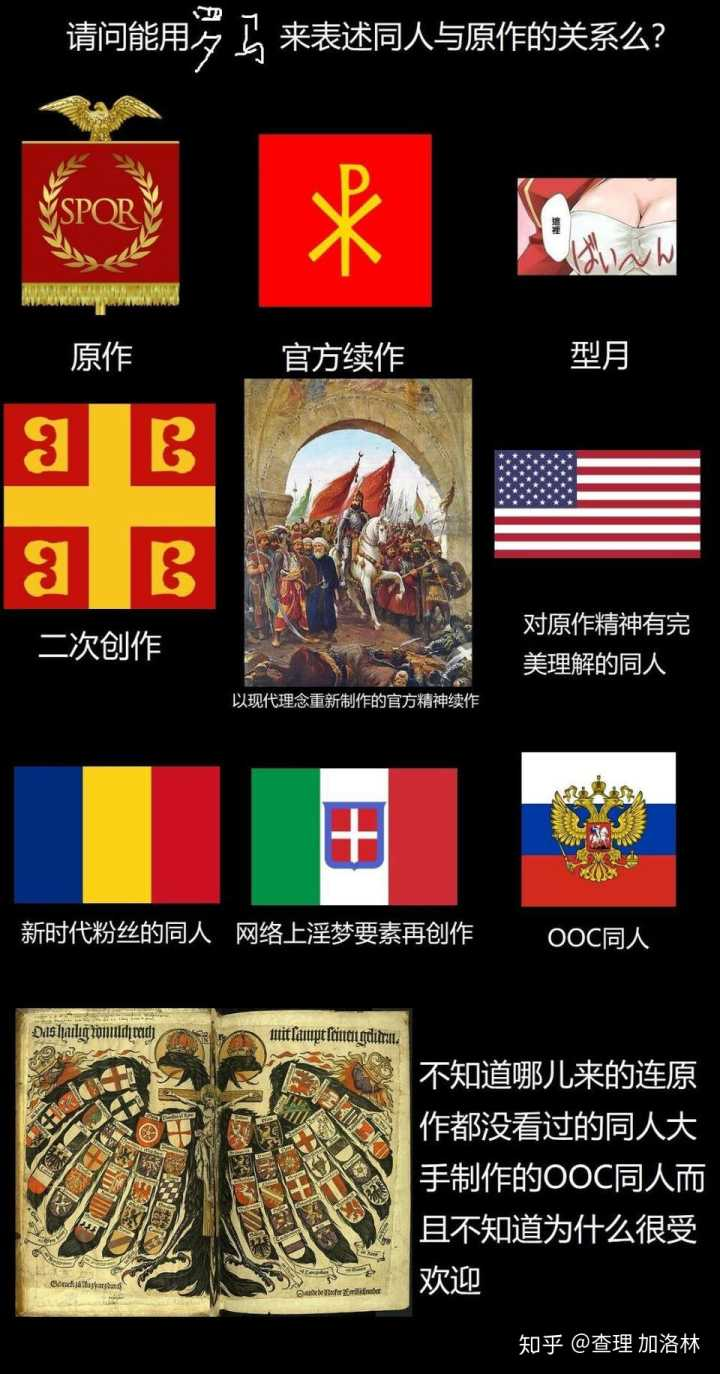 请问能用罗马来表述同人与原作的关系么?
SPQR
這裡
ばい~ん
原作
官方续作
型月
二次创作
以现代理念重新制作的官方精神续作
对原作精神有完
美理解的同人
新时代粉丝的同人
网络上淫梦要素再创作
OOC同人
Das hailig Römisch reich
mit sampt seinen gelidern.
不知道哪儿来的连原
作都没看过的同人大
手制作的OOC同人而
且不知道为什么很受
欢迎
知乎 @查理 加洛林